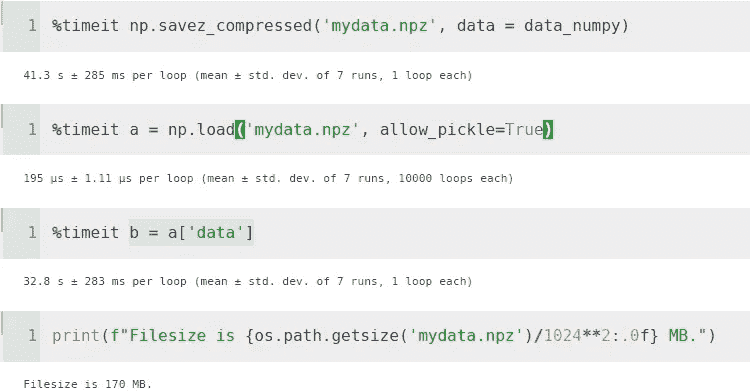 1 %timeit np.savez_compressed('mydata.npz', data = data_numpy)
41.3 s ± 285 ms per loop (mean ± std. dev. of 7 runs, 1 loop each)
1 %timeit a = np.load('mydata.npz', allow_pickle=True)
195 µs ± 1.11 µs per loop (mean ± std. dev. of 7 runs, 10000 loops each)
1 %timeit b = a['data']
32.8 s ± 283 ms per loop (mean ± std. dev. of 7 runs, 1 loop each)
1 print(f"Filesize is {os.path.getsize('mydata.npz')/1024**2:.0f} MB.")
Filesize is 170 MB.